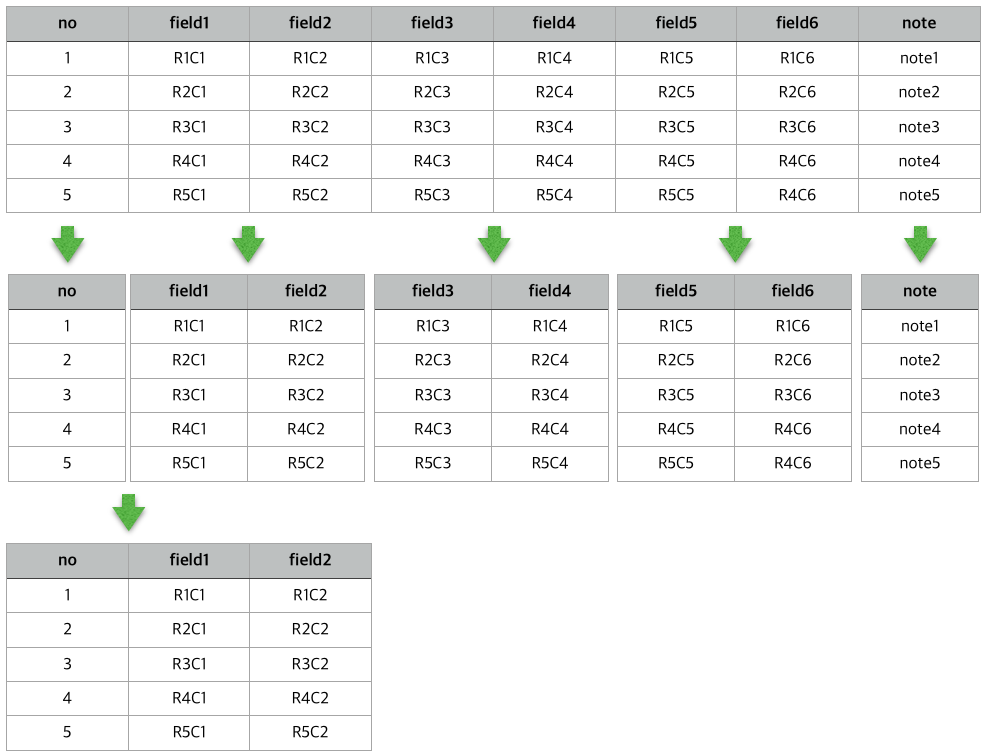 no field1 field2 field3 field4 field5 field6 note
1 R1C1 R1C2 R1C3 R1C4 R1C5 R1C6 note1
2 R2C1 R2C2 R2C3 R2C4 R2C5 R2C6 note2
3 R3C1 R3C2 R3C3 R3C4 R3C5 R3C6 note3
4 R4C1 R4C2 R4C3 R4C4 R4C5 R4C6 note4
5 R5C1 R5C2 R5C3 R5C4 R5C5 R4C6 note5
no field1 field2 field3 field4 field5 field6 note
1 R1C1 R1C2 R1C3 R1C4 R1C5 R1C6 note1
2 R2C1 R2C2 R2C3 R2C4 R2C5 R2C6 note2
3 R3C1 R3C2 R3C3 R3C4 R3C5 R3C6 note3
4 R4C1 R4C2 R4C3 R4C4 R4C5 R4C6 note4
5 R5C1 R5C2 R5C3 R5C4 R5C5 R4C6 note5
no field1 field2
1 R1C1 R1C2
2 R2C1 R2C2
3 R3C1 R3C2
4 R4C1 R4C2
5 R5C1 R5C2